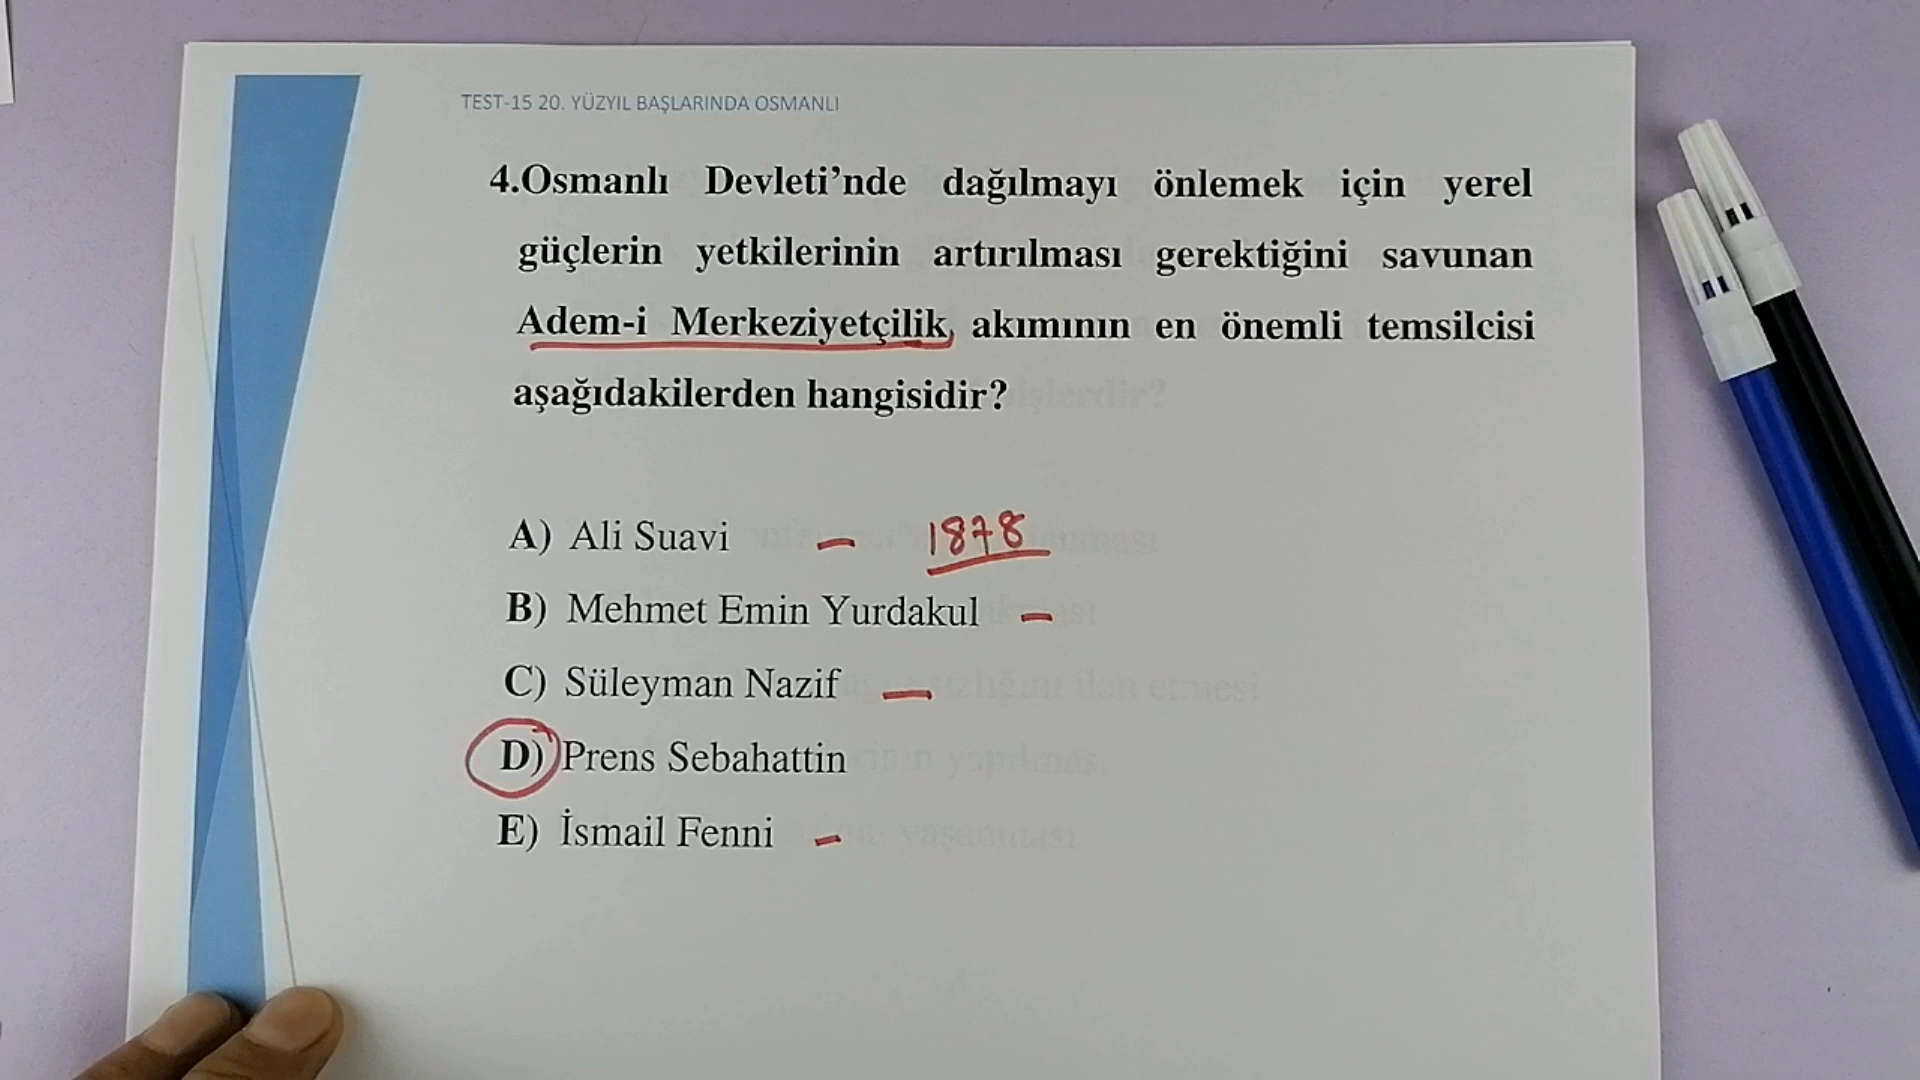 TEST-15 20. YÜZYIL BAŞLARINDA OSMANLI
4.Osmanlı Devleti’nde dağılmayı önlemek için yerel
güçlerin yetkilerinin artırılması gerektiğini savunan
Adem-i Merkeziyetçilik, akımının en önemli temsilcisi
aşağıdakilerden hangisidir?
A) Ali Suavi – 1878
B) Mehmet Emin Yurdakul –
C) Süleyman Nazif –
D) Prens Sebahattin
E) İsmail Fenni –